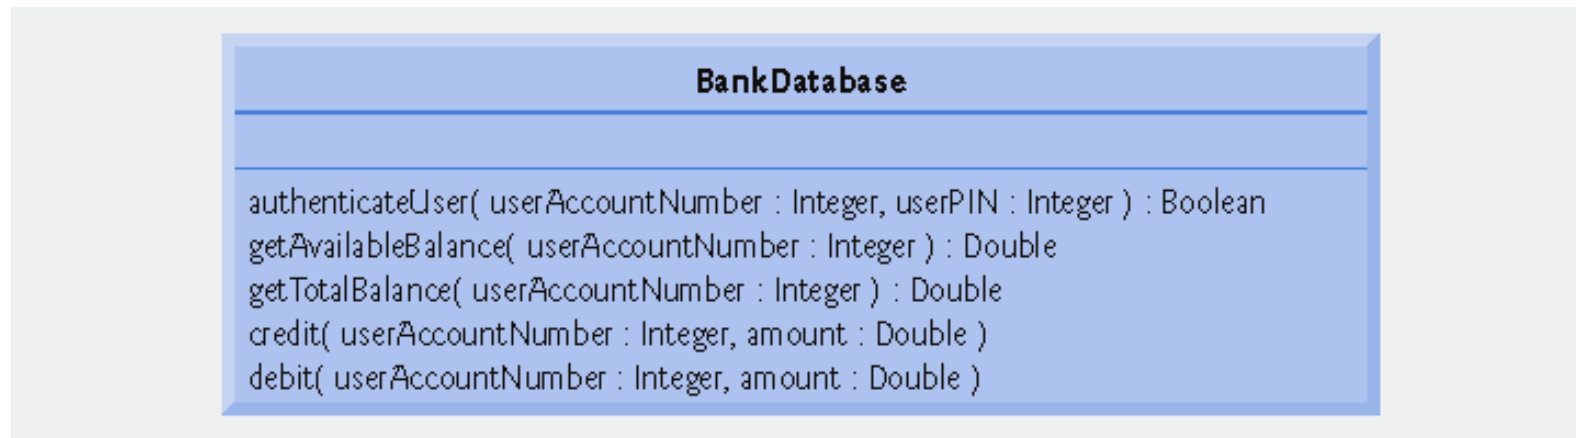 BankDatabase
authenticateUser( userAccountNumber : Integer, userPIN : Integer ) : Boolean
getAvailableBalance( userAccountNumber : Integer ) : Double
getTotalBalance( userAccountNumber : Integer ) : Double
credit( userAccountNumber : Integer, amount : Double )
debit( userAccountNumber : Integer, amount : Double )